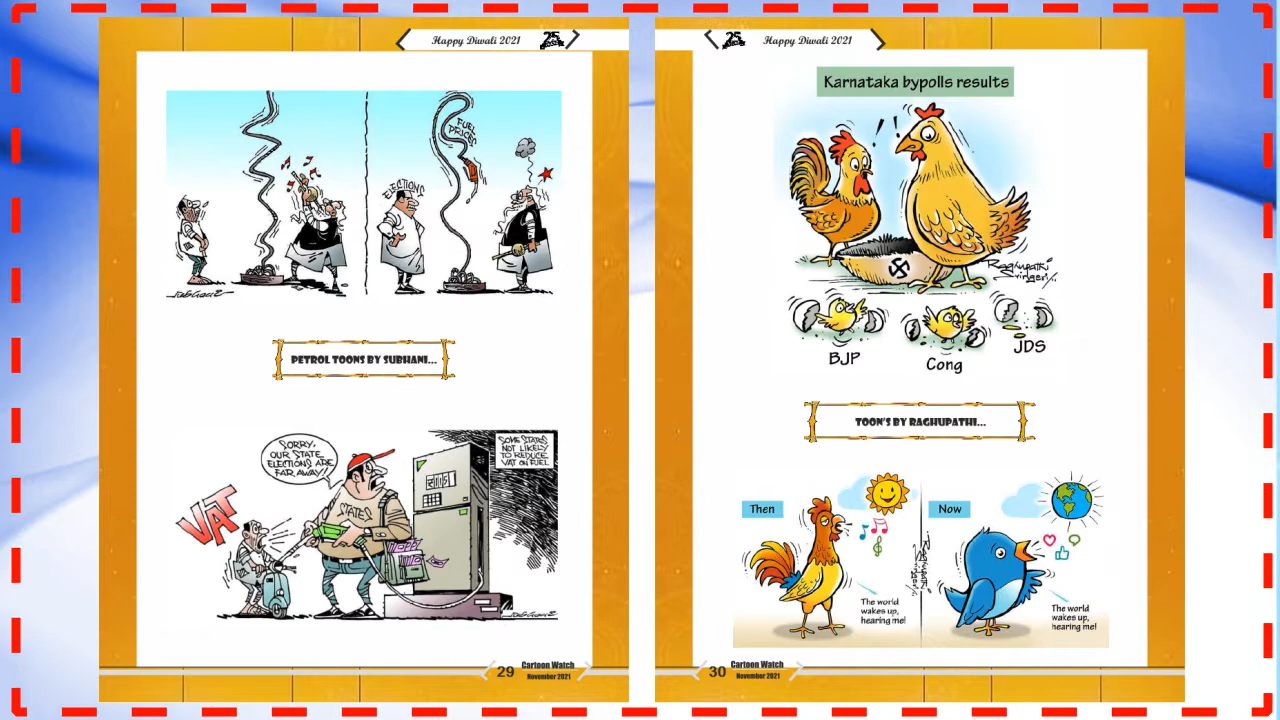 Happy Diwali 2021
25
FUEL
PRICES
ELECTIONS
PETROL TOONS BY SUBHANI...
SORRY,
OUR STATE
ELECTIONS ARE
FAR AWAY!
SOME STATES
NOT LIKELY
TO REDUCE
VAT ON FUEL
VAT
STATES
29
Cartoon Watch
November 2021
25
Happy Diwali 2021
Karnataka bypolls results
! !
Raghupathi
Sringeri
BJP
Cong
JDS
TOON'S BY RAGHUPATHI...
Then
The world
wakes up,
hearing me!
Now
The world
wakes up,
hearing me!
30
Cartoon Watch
November 2021